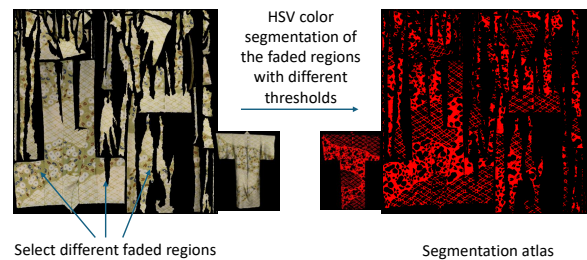 HSV color
segmentation of
the faded regions
with different
thresholds
Select different faded regions
Segmentation atlas